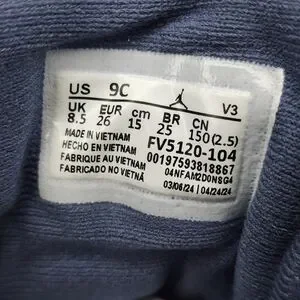 US 9C V3
UK EUR cm BR CN
8.5 26 15 25 150(2.5)
MADE IN VIETNAM FV5120-104
HECHO EN VIETNAM 00197593818867
FABRIQUE AU VIETNAM 04NFAM2D0N8G4
FABRICADO NO VIETNÃ 03/06/24 | 04/24/24